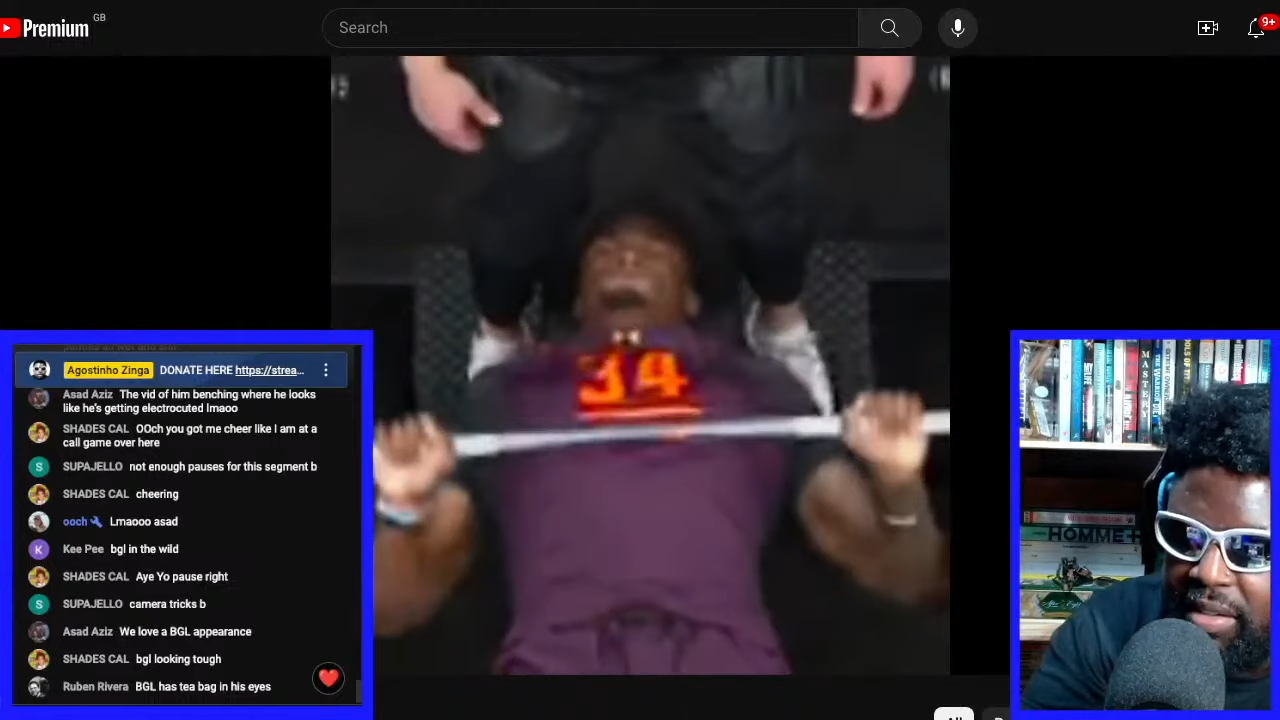 Premium GB
Search
9+
34
Agostinho Zinga DONATE HERE https://strea...
Asad Aziz The vid of him benching where he looks
like he's getting electrocuted lmaoo
SHADES CAL OOch you got me cheer like I am at a
call game over here
SUPAJELLO not enough pauses for this segment b
SHADES CAL cheering
ooch Lmaooo asad
K Kee Pee bgl in the wild
SHADES CAL Aye Yo pause right
S SUPAJELLO camera tricks b
Asad Aziz We love a BGL appearance
SHADES CAL bgl looking tough
Ruben Rivera BGL has tea bag in his eyes
MASTERY
HOMME+
All